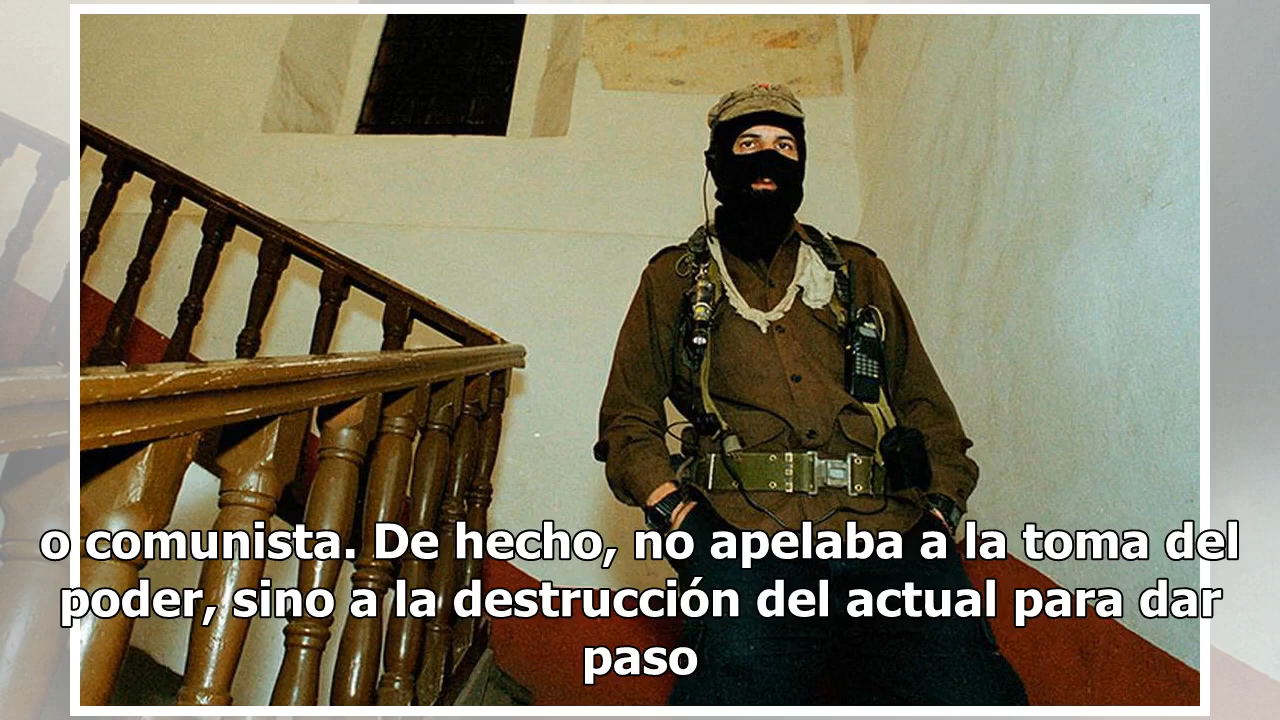 o comunista. De hecho, no apelaba a la toma del
poder, sino a la destrucción del actual para dar
paso